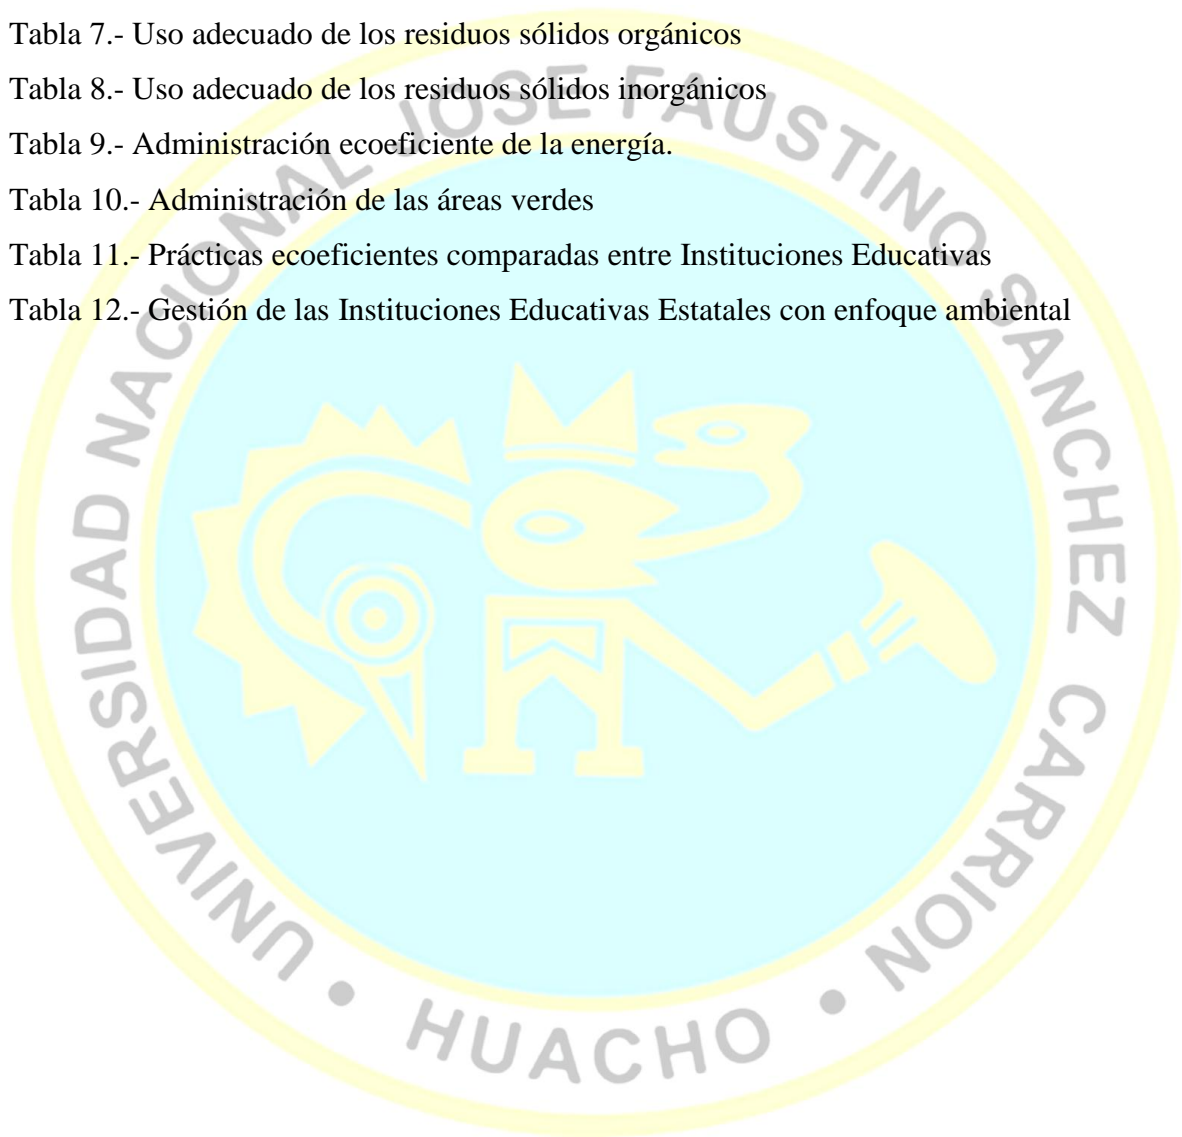 Tabla 7.- Uso adecuado de los residuos sólidos orgánicos
Tabla 8.- Uso adecuado de los residuos sólidos inorgánicos
Tabla 9.- Administración ecoeficiente de la energía.
Tabla 10.- Administración de las áreas verdes
Tabla 11.- Prácticas ecoeficientes comparadas entre Instituciones Educativas
Tabla 12.- Gestión de las Instituciones Educativas Estatales con enfoque ambiental
UNIVERSIDAD NACIONAL JOSE FAUSTINO SANCHEZ CARRION • HUACHO •